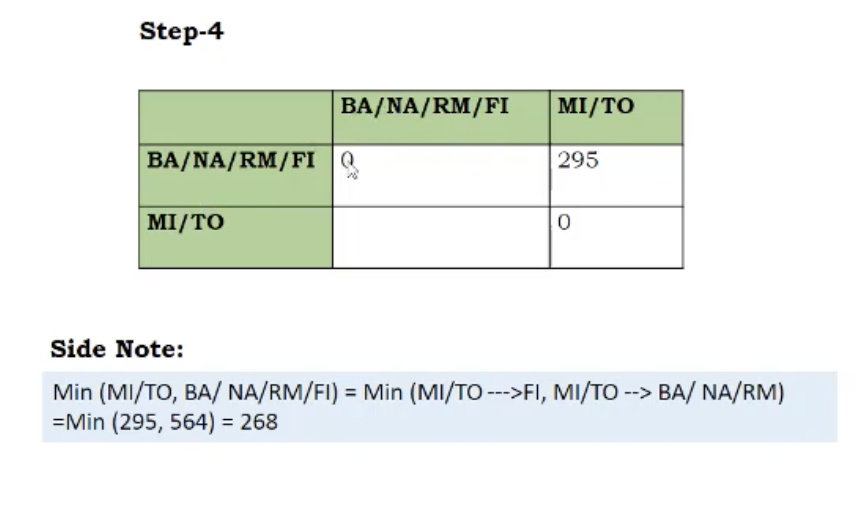 Step-4
BA/NA/RM/FI MI/TO
BA/NA/RM/FI 0 295
MI/TO 0
Side Note:
Min (MI/TO, BA/ NA/RM/FI) = Min (MI/TO --->FI, MI/TO --> BA/ NA/RM)
=Min (295, 564) = 268